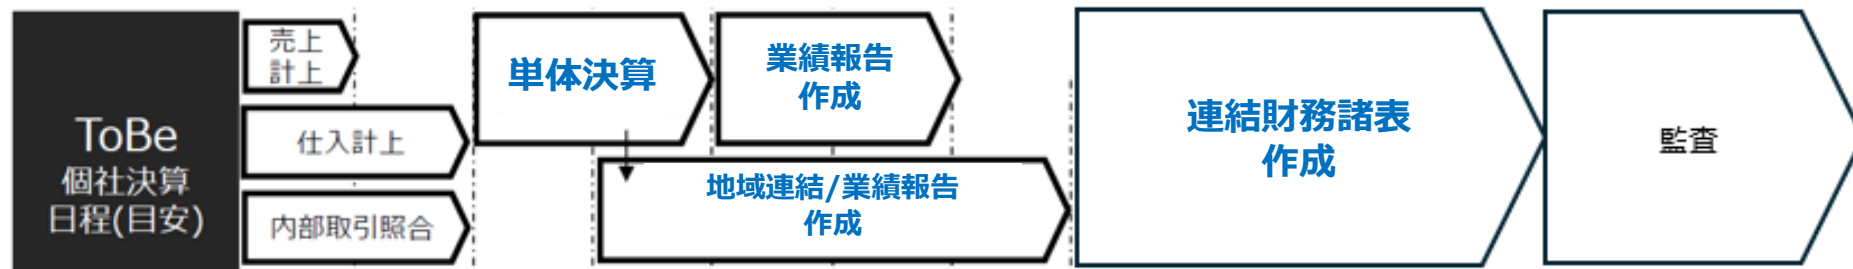 ToBe
個社決算
日程(目安)
売上
計上
仕入計上
内部取引照合
単体決算
業績報告
作成
地域連結/業績報告
作成
連結財務諸表
作成
監査